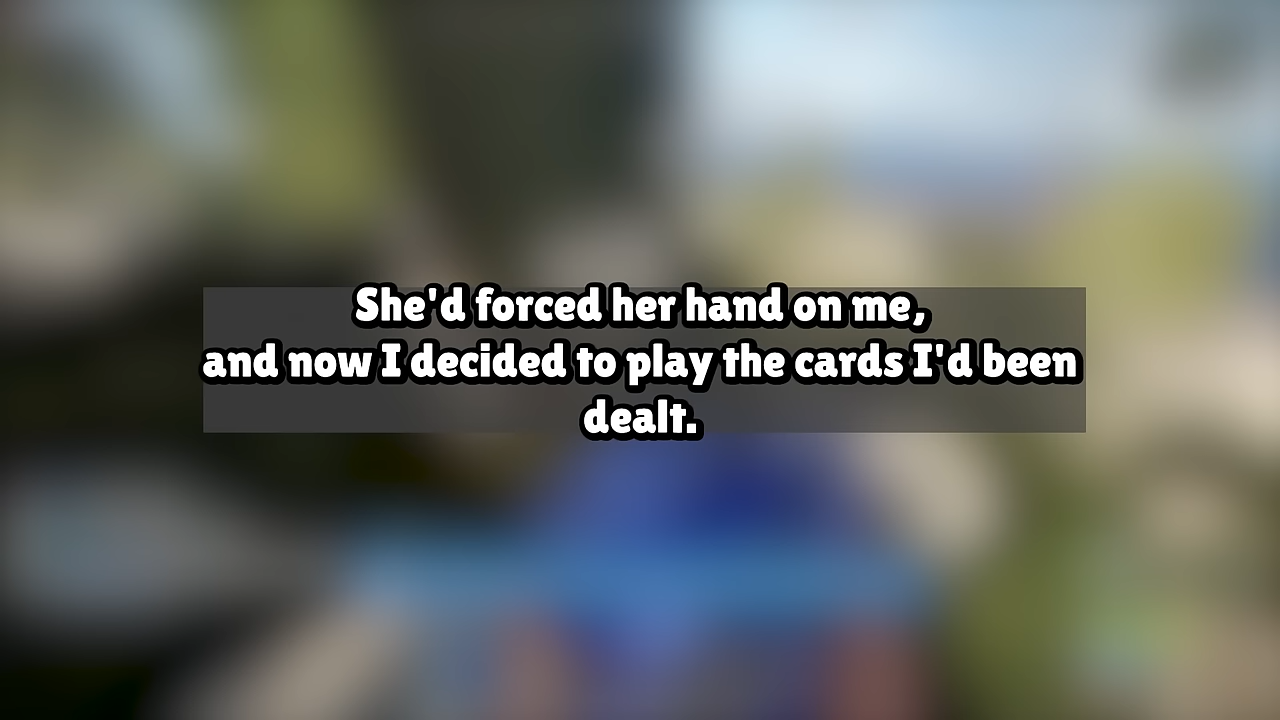 She'd forced her hand on me,
and now I decided to play the cards I'd been
dealt.